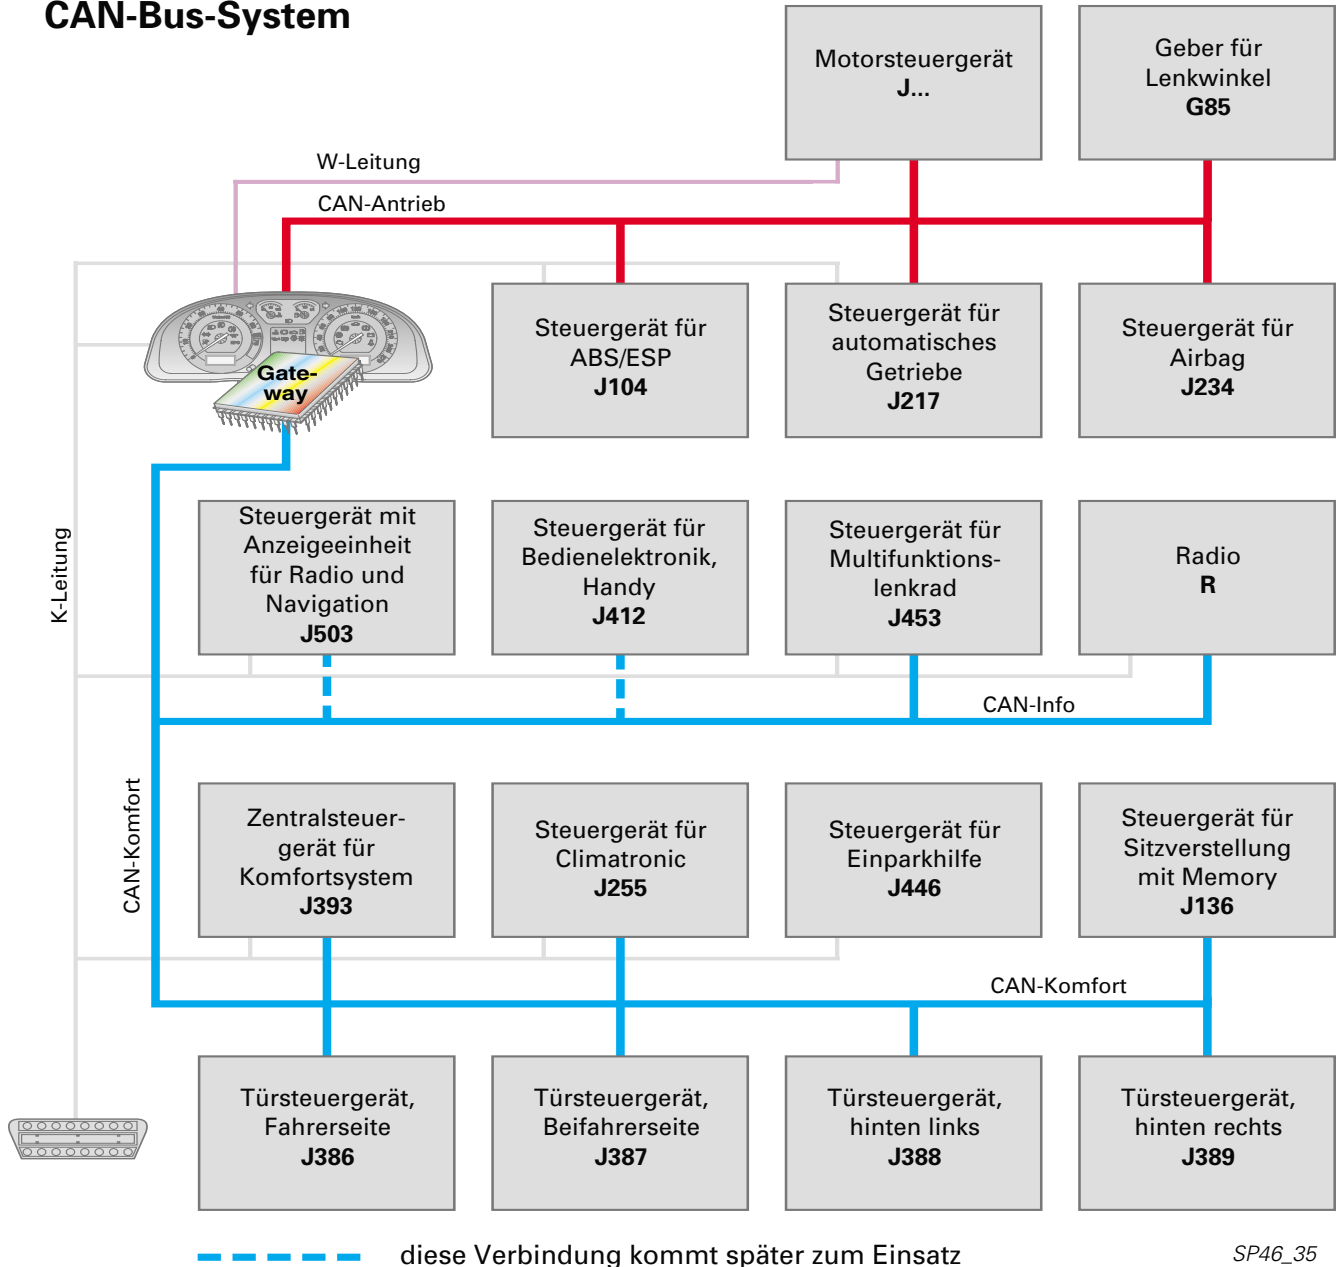 CAN-Bus-System
Motorsteuergerät
J...
Geber für
Lenkwinkel
G85
W-Leitung
CAN-Antrieb
Gate-
way
Steuergerät für
ABS/ESP
J104
Steuergerät für
automatisches
Getriebe
J217
Steuergerät für
Airbag
J234
K-Leitung
Steuergerät mit
Anzeigeeinheit
für Radio und
Navigation
J503
Steuergerät für
Bedienelektronik,
Handy
J412
Steuergerät für
Multifunktions-
lenkrad
J453
Radio
R
CAN-Info
CAN-Komfort
Zentralsteuer-
gerät für
Komfortsystem
J393
Steuergerät für
Climatronic
J255
Steuergerät für
Einparkhilfe
J446
Steuergerät für
Sitzverstellung
mit Memory
J136
CAN-Komfort
Türsteuergerät,
Fahrerseite
J386
Türsteuergerät,
Beifahrerseite
J387
Türsteuergerät,
hinten links
J388
Türsteuergerät,
hinten rechts
J389
diese Verbindung kommt später zum Einsatz
SP46_35